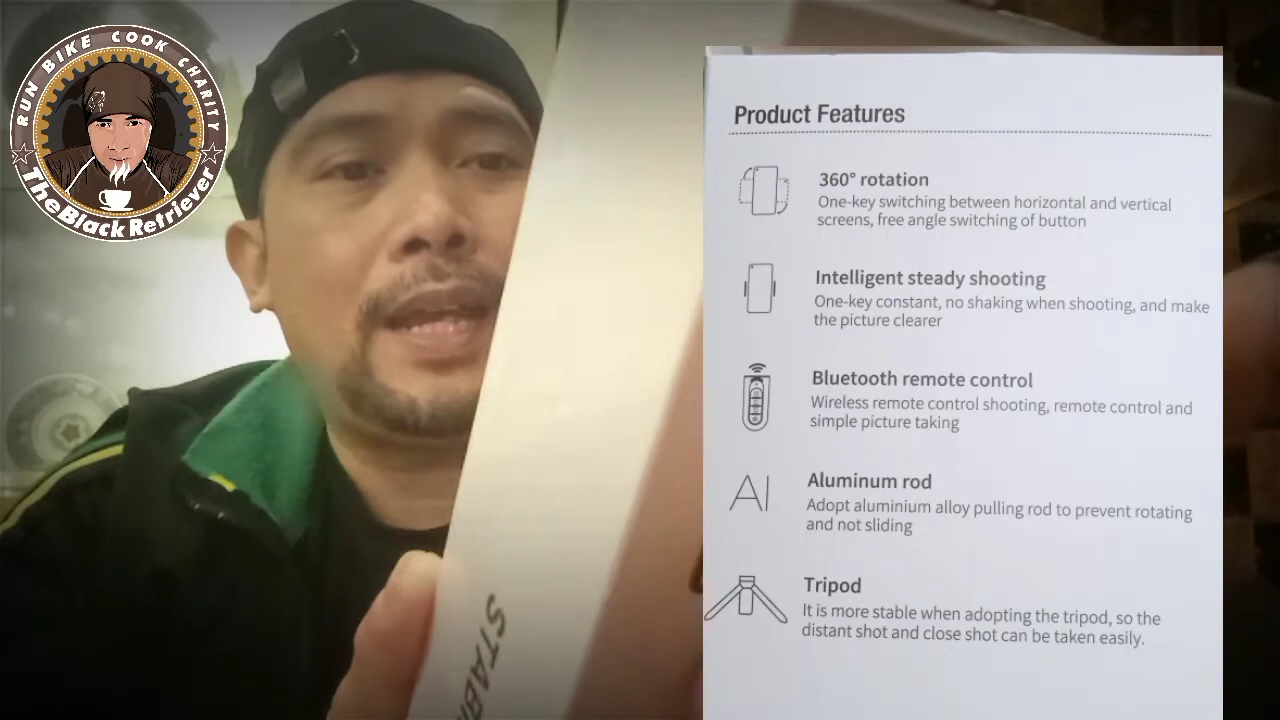 RUN BIKE COOK CHARITY
TheBlackRetriever
Product Features
360° rotation
One-key switching between horizontal and vertical
screens, free angle switching of button
Intelligent steady shooting
One-key constant, no shaking when shooting, and make
the picture clearer
Bluetooth remote control
Wireless remote control shooting, remote control and
simple picture taking
AI
Aluminum rod
Adopt aluminium alloy pulling rod to prevent rotating
and not sliding
Tripod
It is more stable when adopting the tripod, so the
distant shot and close shot can be taken easily.